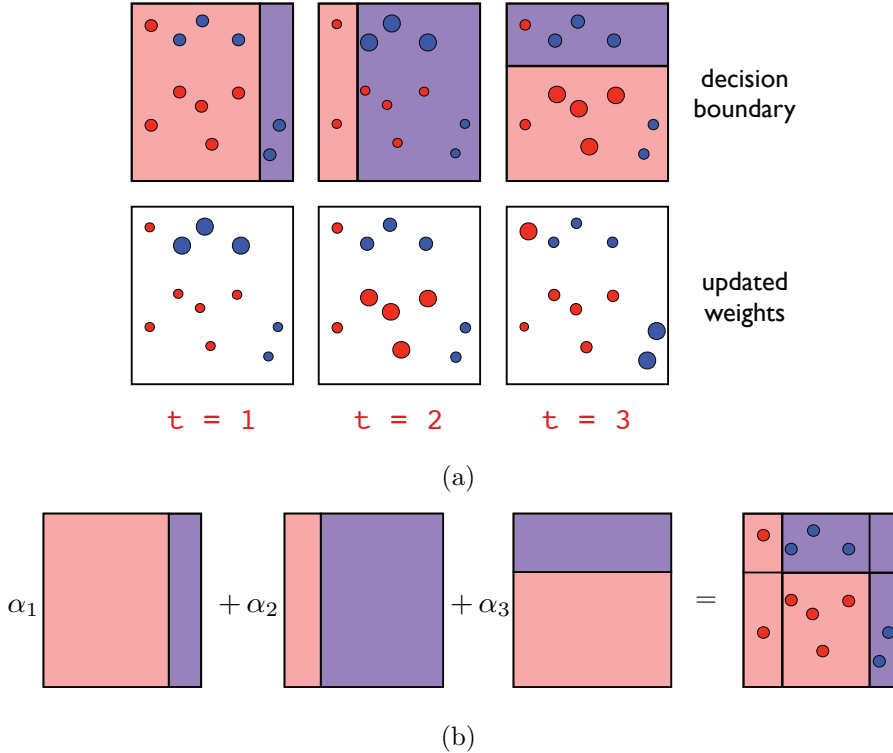 decision
boundary
updated
weights
t = 1 t = 2 t = 3
(a)
α₁ + α₂ + α₃ =
(b)